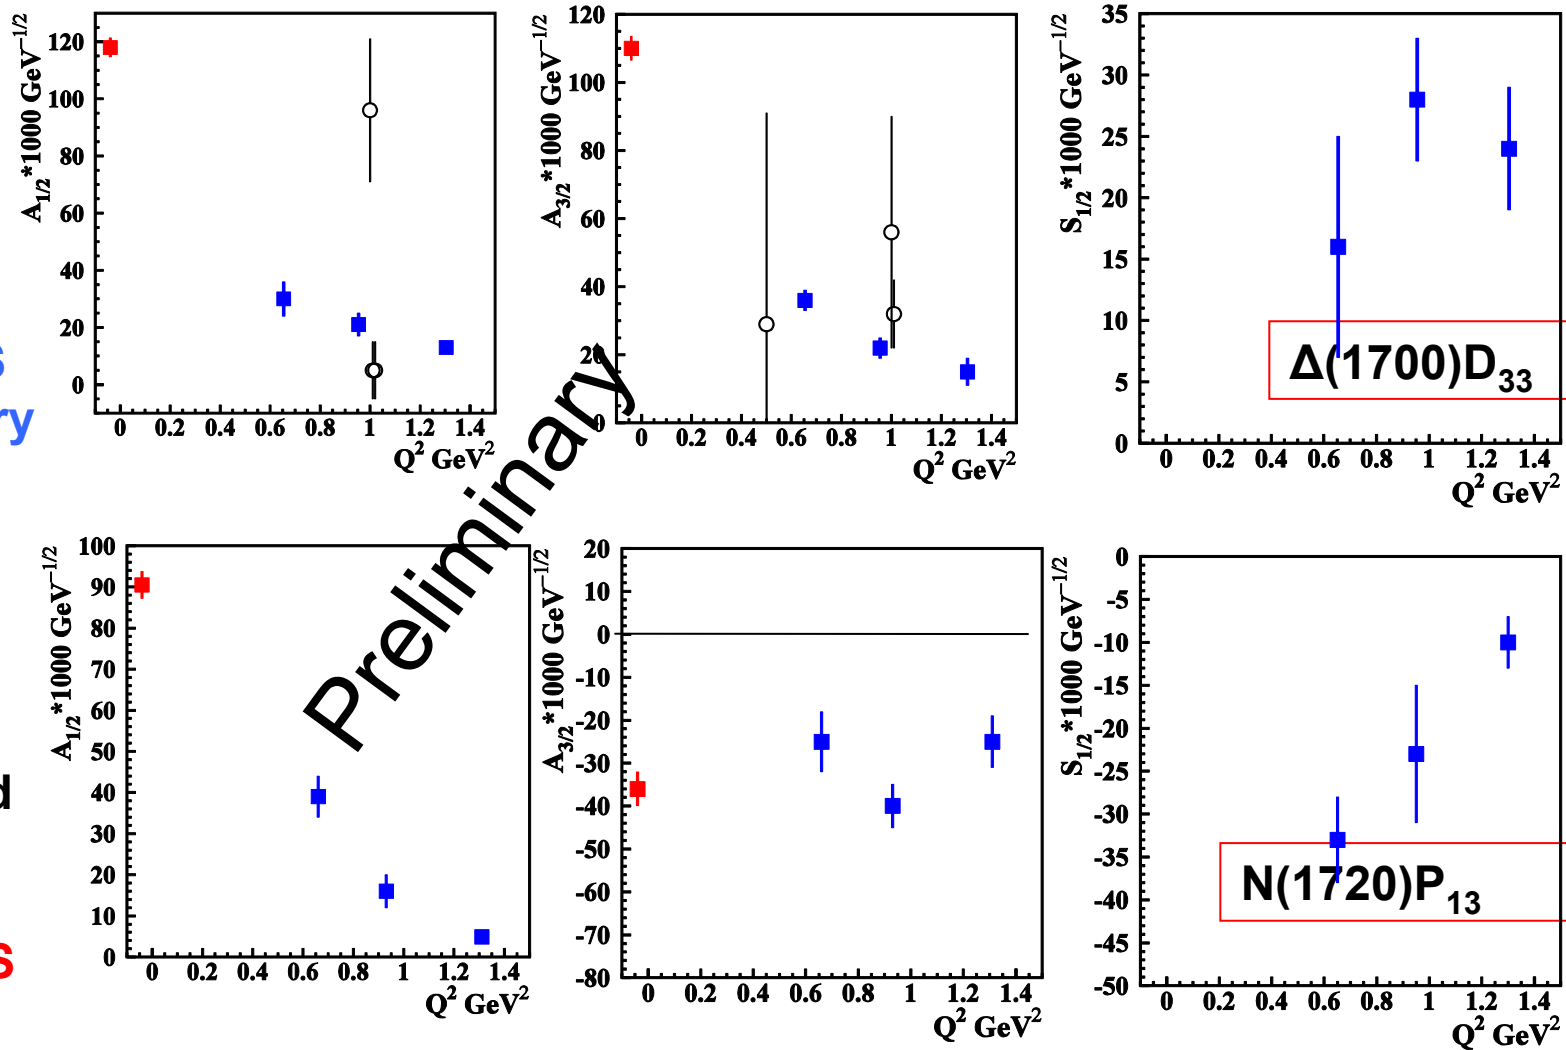 A1/2*1000 GeV−1/2
120
100
80
60
40
20
0
0 0.2 0.4 0.6 0.8 1 1.2 1.4
Q2 GeV2
A3/2*1000 GeV−1/2
120
100
80
60
40
20
0
0 0.2 0.4 0.6 0.8 1 1.2 1.4
Q2 GeV2
S1/2*1000 GeV−1/2
35
30
25
20
15
10
5
0
0 0.2 0.4 0.6 0.8 1 1.2 1.4
Q2 GeV2
Δ(1700)D33
s
ry
Preliminary
A1/2*1000 GeV−1/2
100
90
80
70
60
50
40
30
20
10
0
0 0.2 0.4 0.6 0.8 1 1.2 1.4
Q2 GeV2
A3/2*1000 GeV−1/2
20
10
0
-10
-20
-30
-40
-50
-60
-70
-80
0 0.2 0.4 0.6 0.8 1 1.2 1.4
Q2 GeV2
S1/2*1000 GeV−1/2
0
-5
-10
-15
-20
-25
-30
-35
-40
-45
-50
0 0.2 0.4 0.6 0.8 1 1.2 1.4
Q2 GeV2
N(1720)P13
d
s